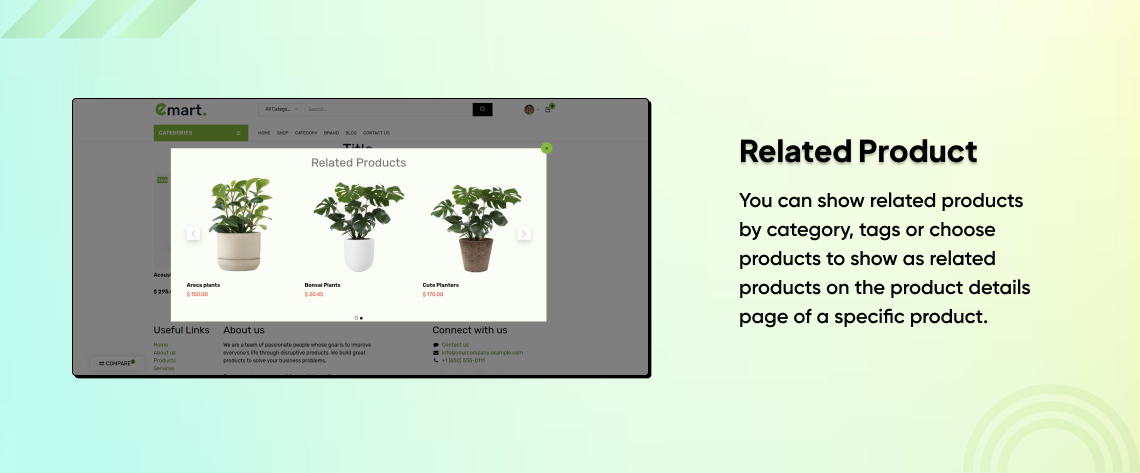 emart.
All Catego...
Search...
CATEGORIES
HOME SHOP CATEGORY BRAND BLOG CONTACT US
Title
Related Products
Areca plants
$ 150.00
Bonsai Plants
$ 20.45
Cute Planters
$ 170.00
Acoust
$ 295.
Useful Links
Home
About us
Products
Services
About us
We are a team of passionate people whose goal is to improve
everyone's life through disruptive products. We build great
products to solve your business problems.
Connect with us
Contact us
info@yourcompany.example.com
+1 (650) 555-0111
COMPARE
Related Product
You can show related products
by category, tags or choose
products to show as related
products on the product details
page of a specific product.